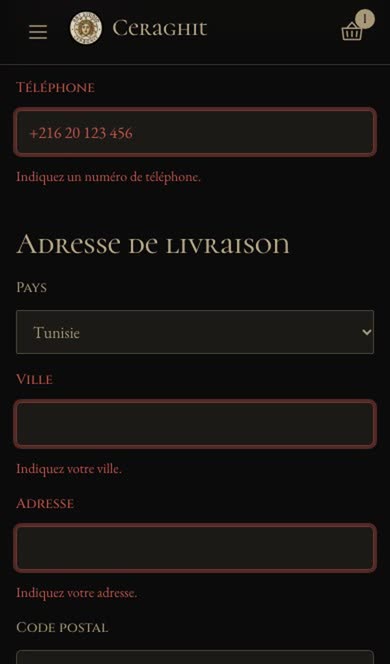 Ceraghit
1
Téléphone
+216 20 123 456
Indiquez un numéro de téléphone.
Adresse de livraison
Pays
Tunisie
Ville
Indiquez votre ville.
Adresse
Indiquez votre adresse.
Code postal